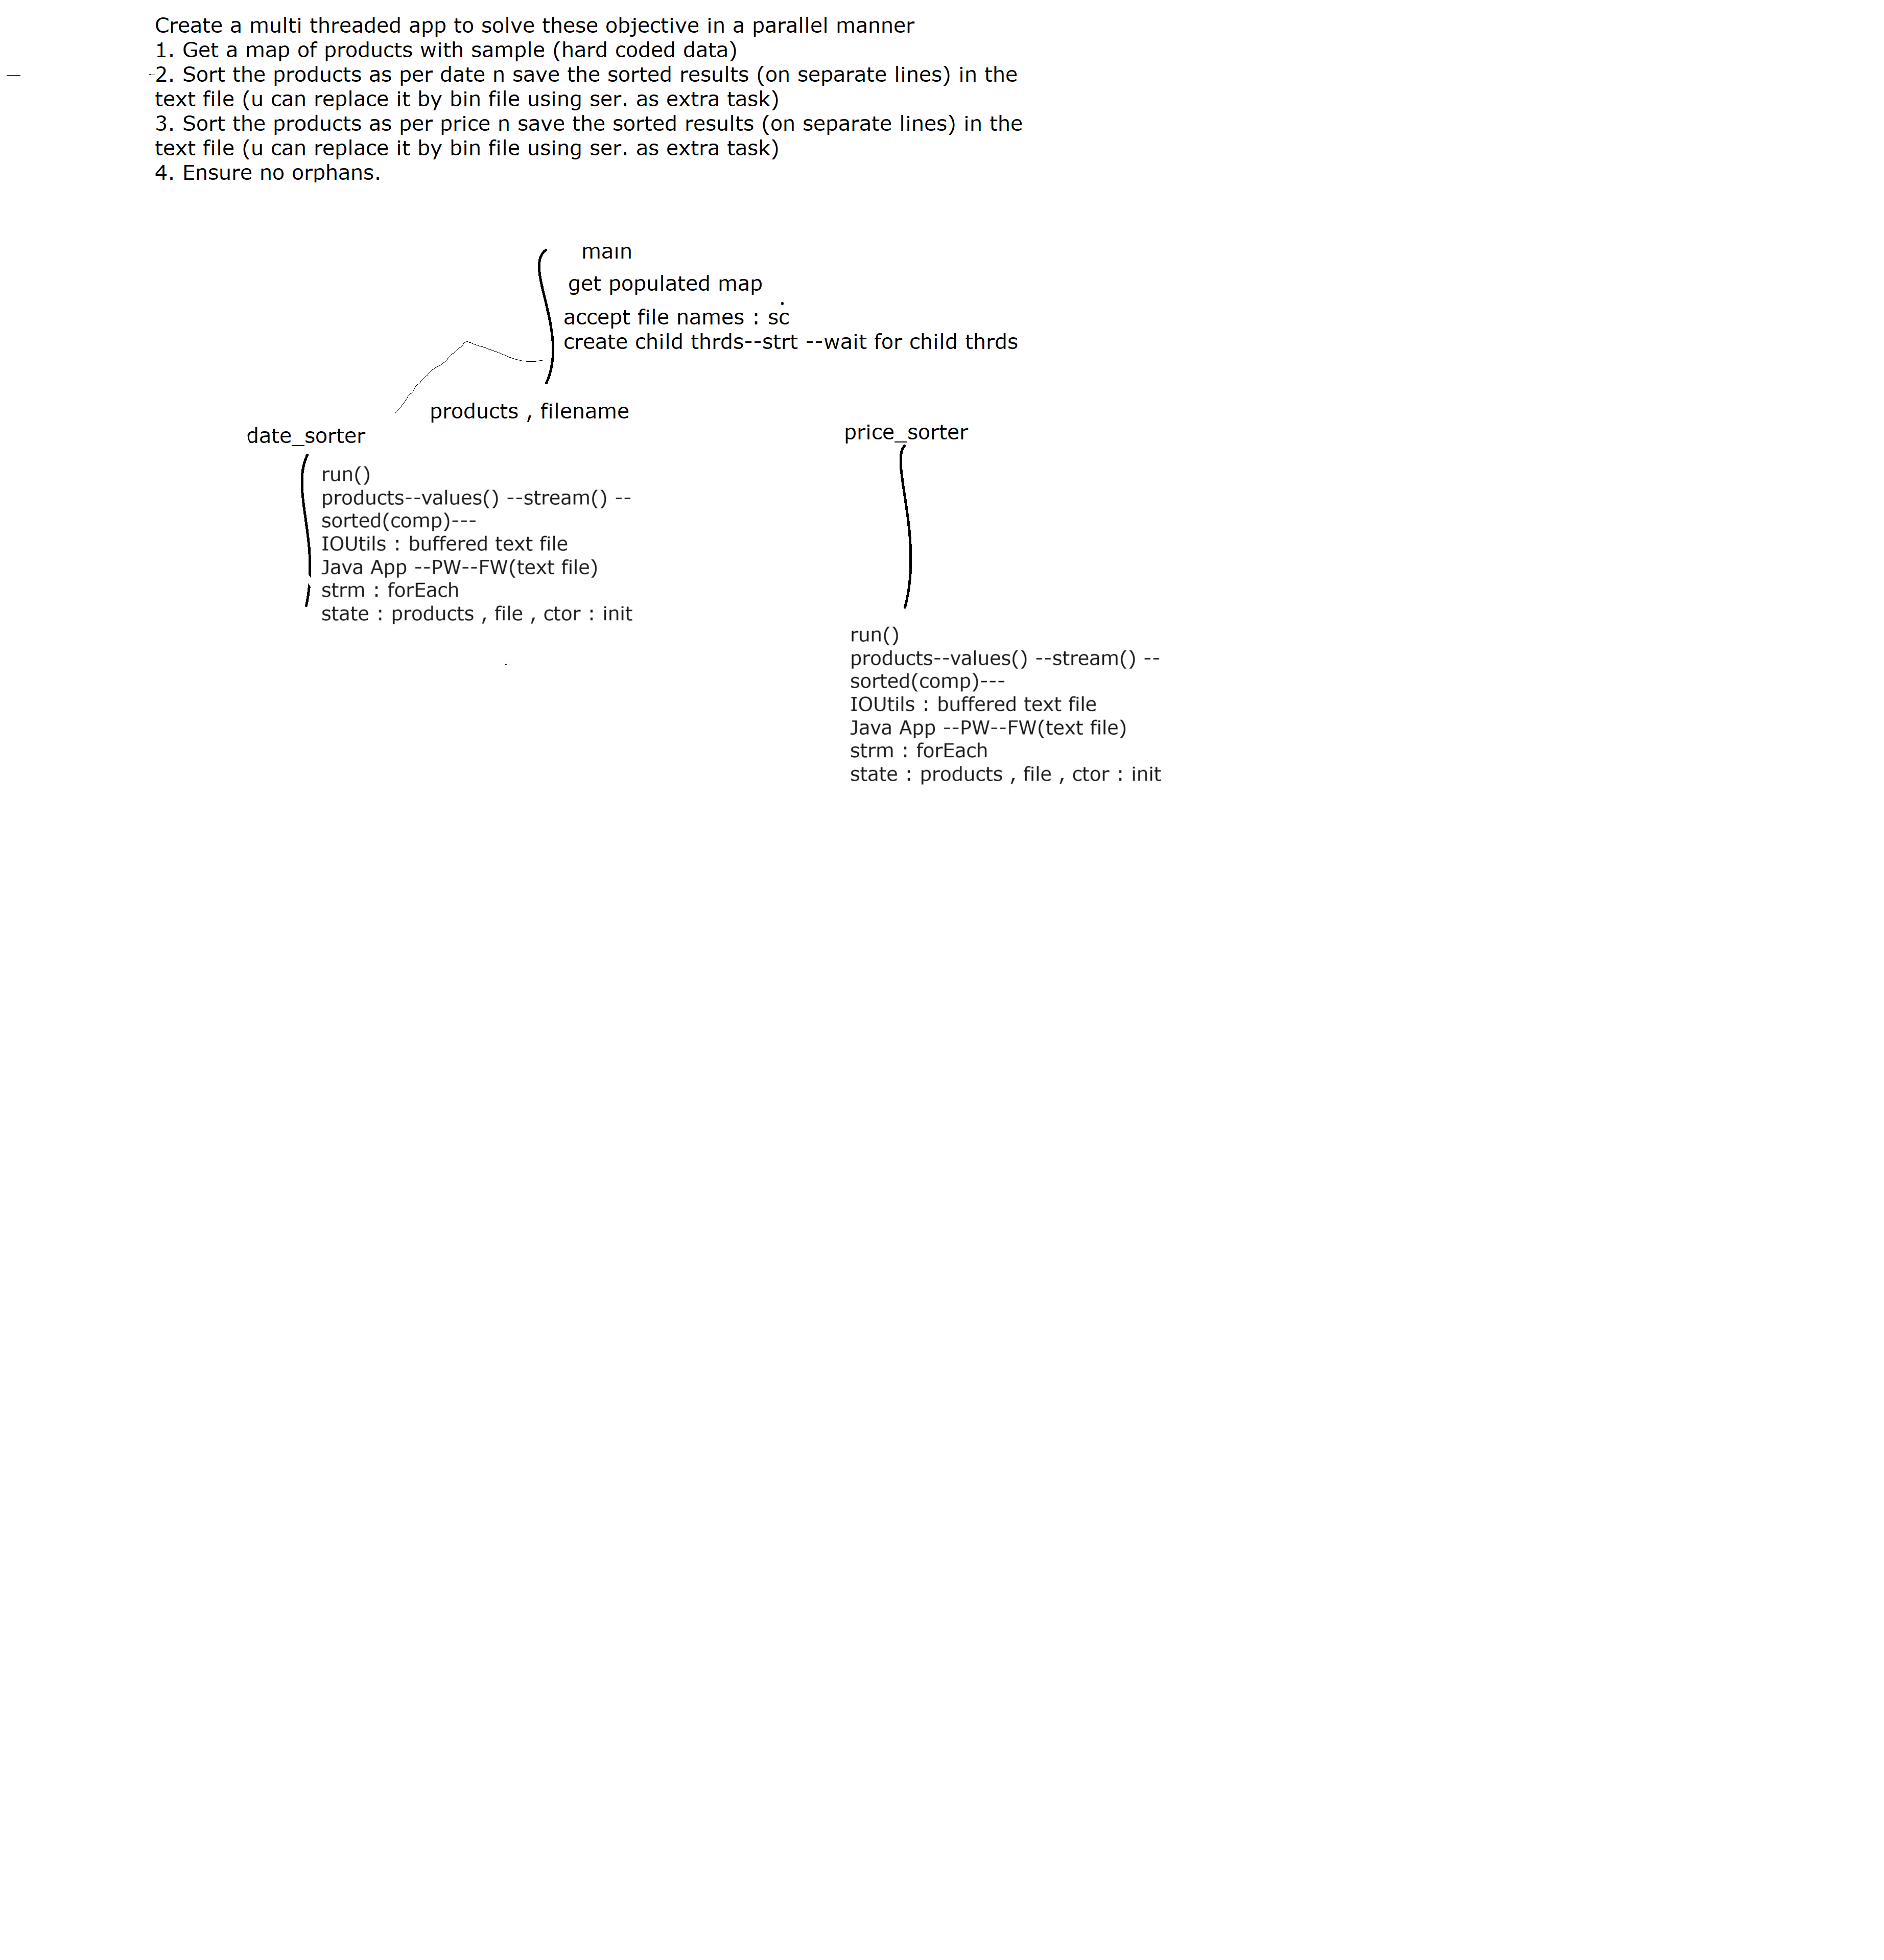 Create a multi threaded app to solve these objective in a parallel manner
1. Get a map of products with sample (hard coded data)
2. Sort the products as per date n save the sorted results (on separate lines) in the
text file (u can replace it by bin file using ser. as extra task)
3. Sort the products as per price n save the sorted results (on separate lines) in the
text file (u can replace it by bin file using ser. as extra task)
4. Ensure no orphans.
main
get populated map
accept file names : sc
create child thrds--strt --wait for child thrds
products , filename
date_sorter
run()
products--values() --stream() --
sorted(comp)---
IOUtils : buffered text file
Java App --PW--FW(text file)
strm : forEach
state : products , file , ctor : init
price_sorter
run()
products--values() --stream() --
sorted(comp)---
IOUtils : buffered text file
Java App --PW--FW(text file)
strm : forEach
state : products , file , ctor : init